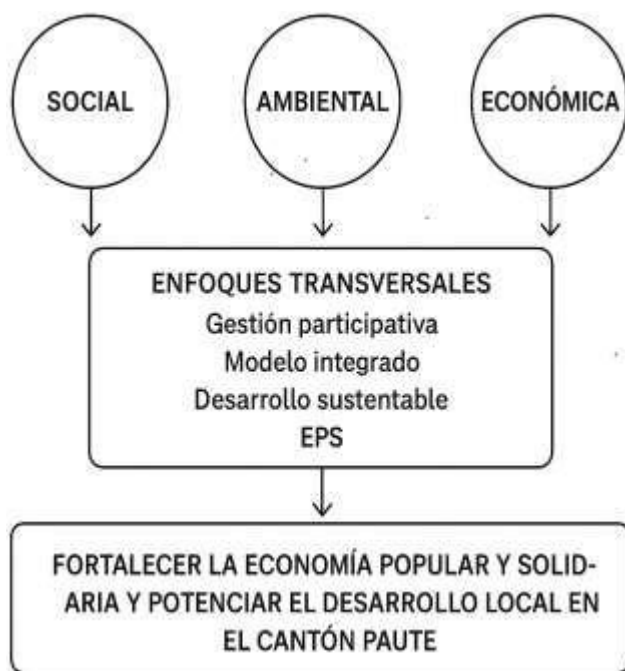 SOCIAL
AMBIENTAL
ECONÓMICA
ENFOQUES TRANSVERSALES
Gestión participativa
Modelo integrado
Desarrollo sustentable
EPS
FORTALECER LA ECONOMÍA POPULAR Y SOLID-
ARIA Y POTENCIAR EL DESARROLLO LOCAL EN
EL CANTÓN PAUTE